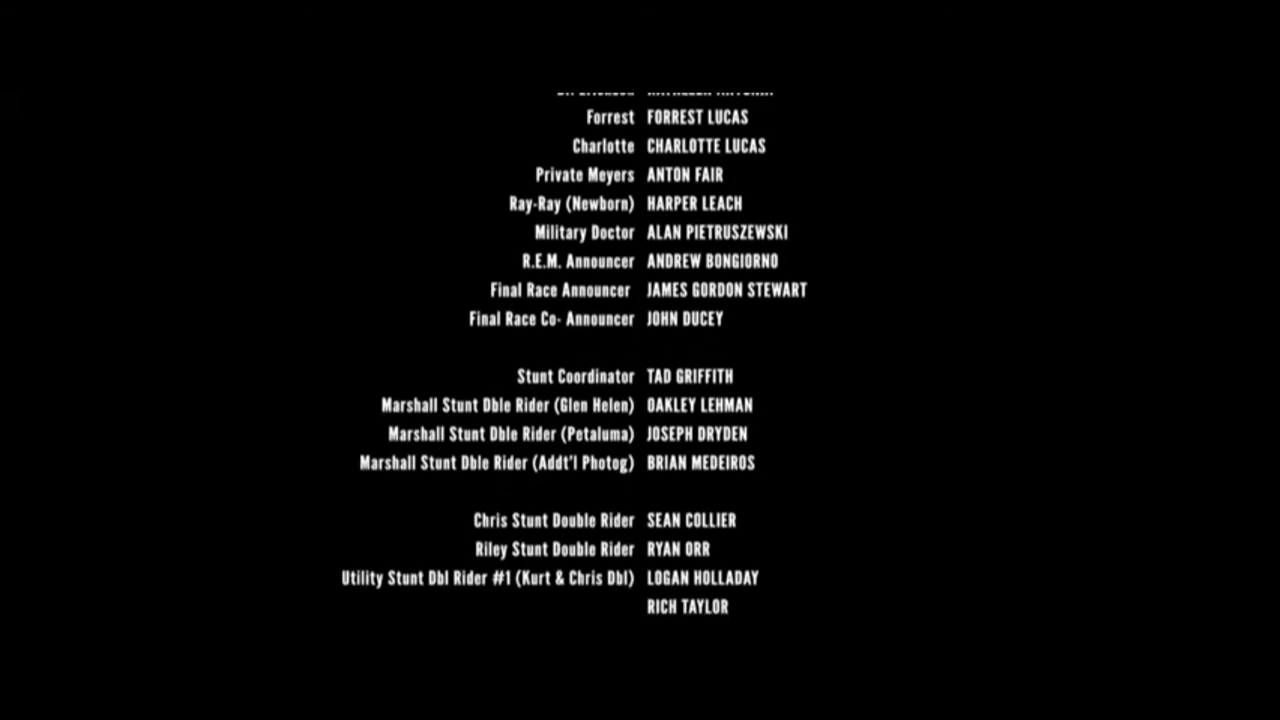 Forrest FORREST LUCAS
Charlotte CHARLOTTE LUCAS
Private Meyers ANTON FAIR
Ray-Ray (Newborn) HARPER LEACH
Military Doctor ALAN PIETRUSZEWSKI
R.E.M. Announcer ANDREW BONGIORNO
Final Race Announcer JAMES GORDON STEWART
Final Race Co- Announcer JOHN DUCEY
Stunt Coordinator TAD GRIFFITH
Marshall Stunt Dble Rider (Glen Helen) OAKLEY LEHMAN
Marshall Stunt Dble Rider (Petaluma) JOSEPH DRYDEN
Marshall Stunt Dble Rider (Addt'l Photog) BRIAN MEDEIROS
Chris Stunt Double Rider SEAN COLLIER
Riley Stunt Double Rider RYAN ORR
Utility Stunt Dbl Rider #1 (Kurt & Chris Dbl) LOGAN HOLLADAY
RICH TAYLOR